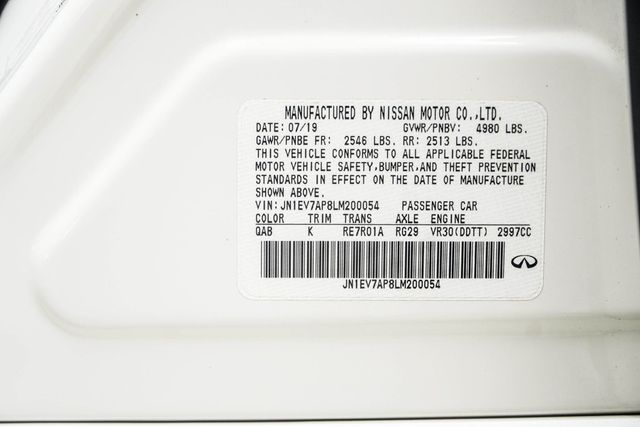 MANUFACTURED BY NISSAN MOTOR CO.,LTD.
DATE: 07/19 GVWR/PNBV: 4980 LBS.
GAWR/PNBE FR: 2546 LBS. RR: 2513 LBS.
THIS VEHICLE CONFORMS TO ALL APPLICABLE FEDERAL
MOTOR VEHICLE SAFETY,BUMPER,AND THEFT PREVENTION
STANDARDS IN EFFECT ON THE DATE OF MANUFACTURE
SHOWN ABOVE.
VIN: JN1EV7AP8LM200054 PASSENGER CAR
COLOR TRIM TRANS AXLE ENGINE
QAB K RE7R01A RG29 VR30(DDTT) 2997CC
JN1EV7AP8LM200054